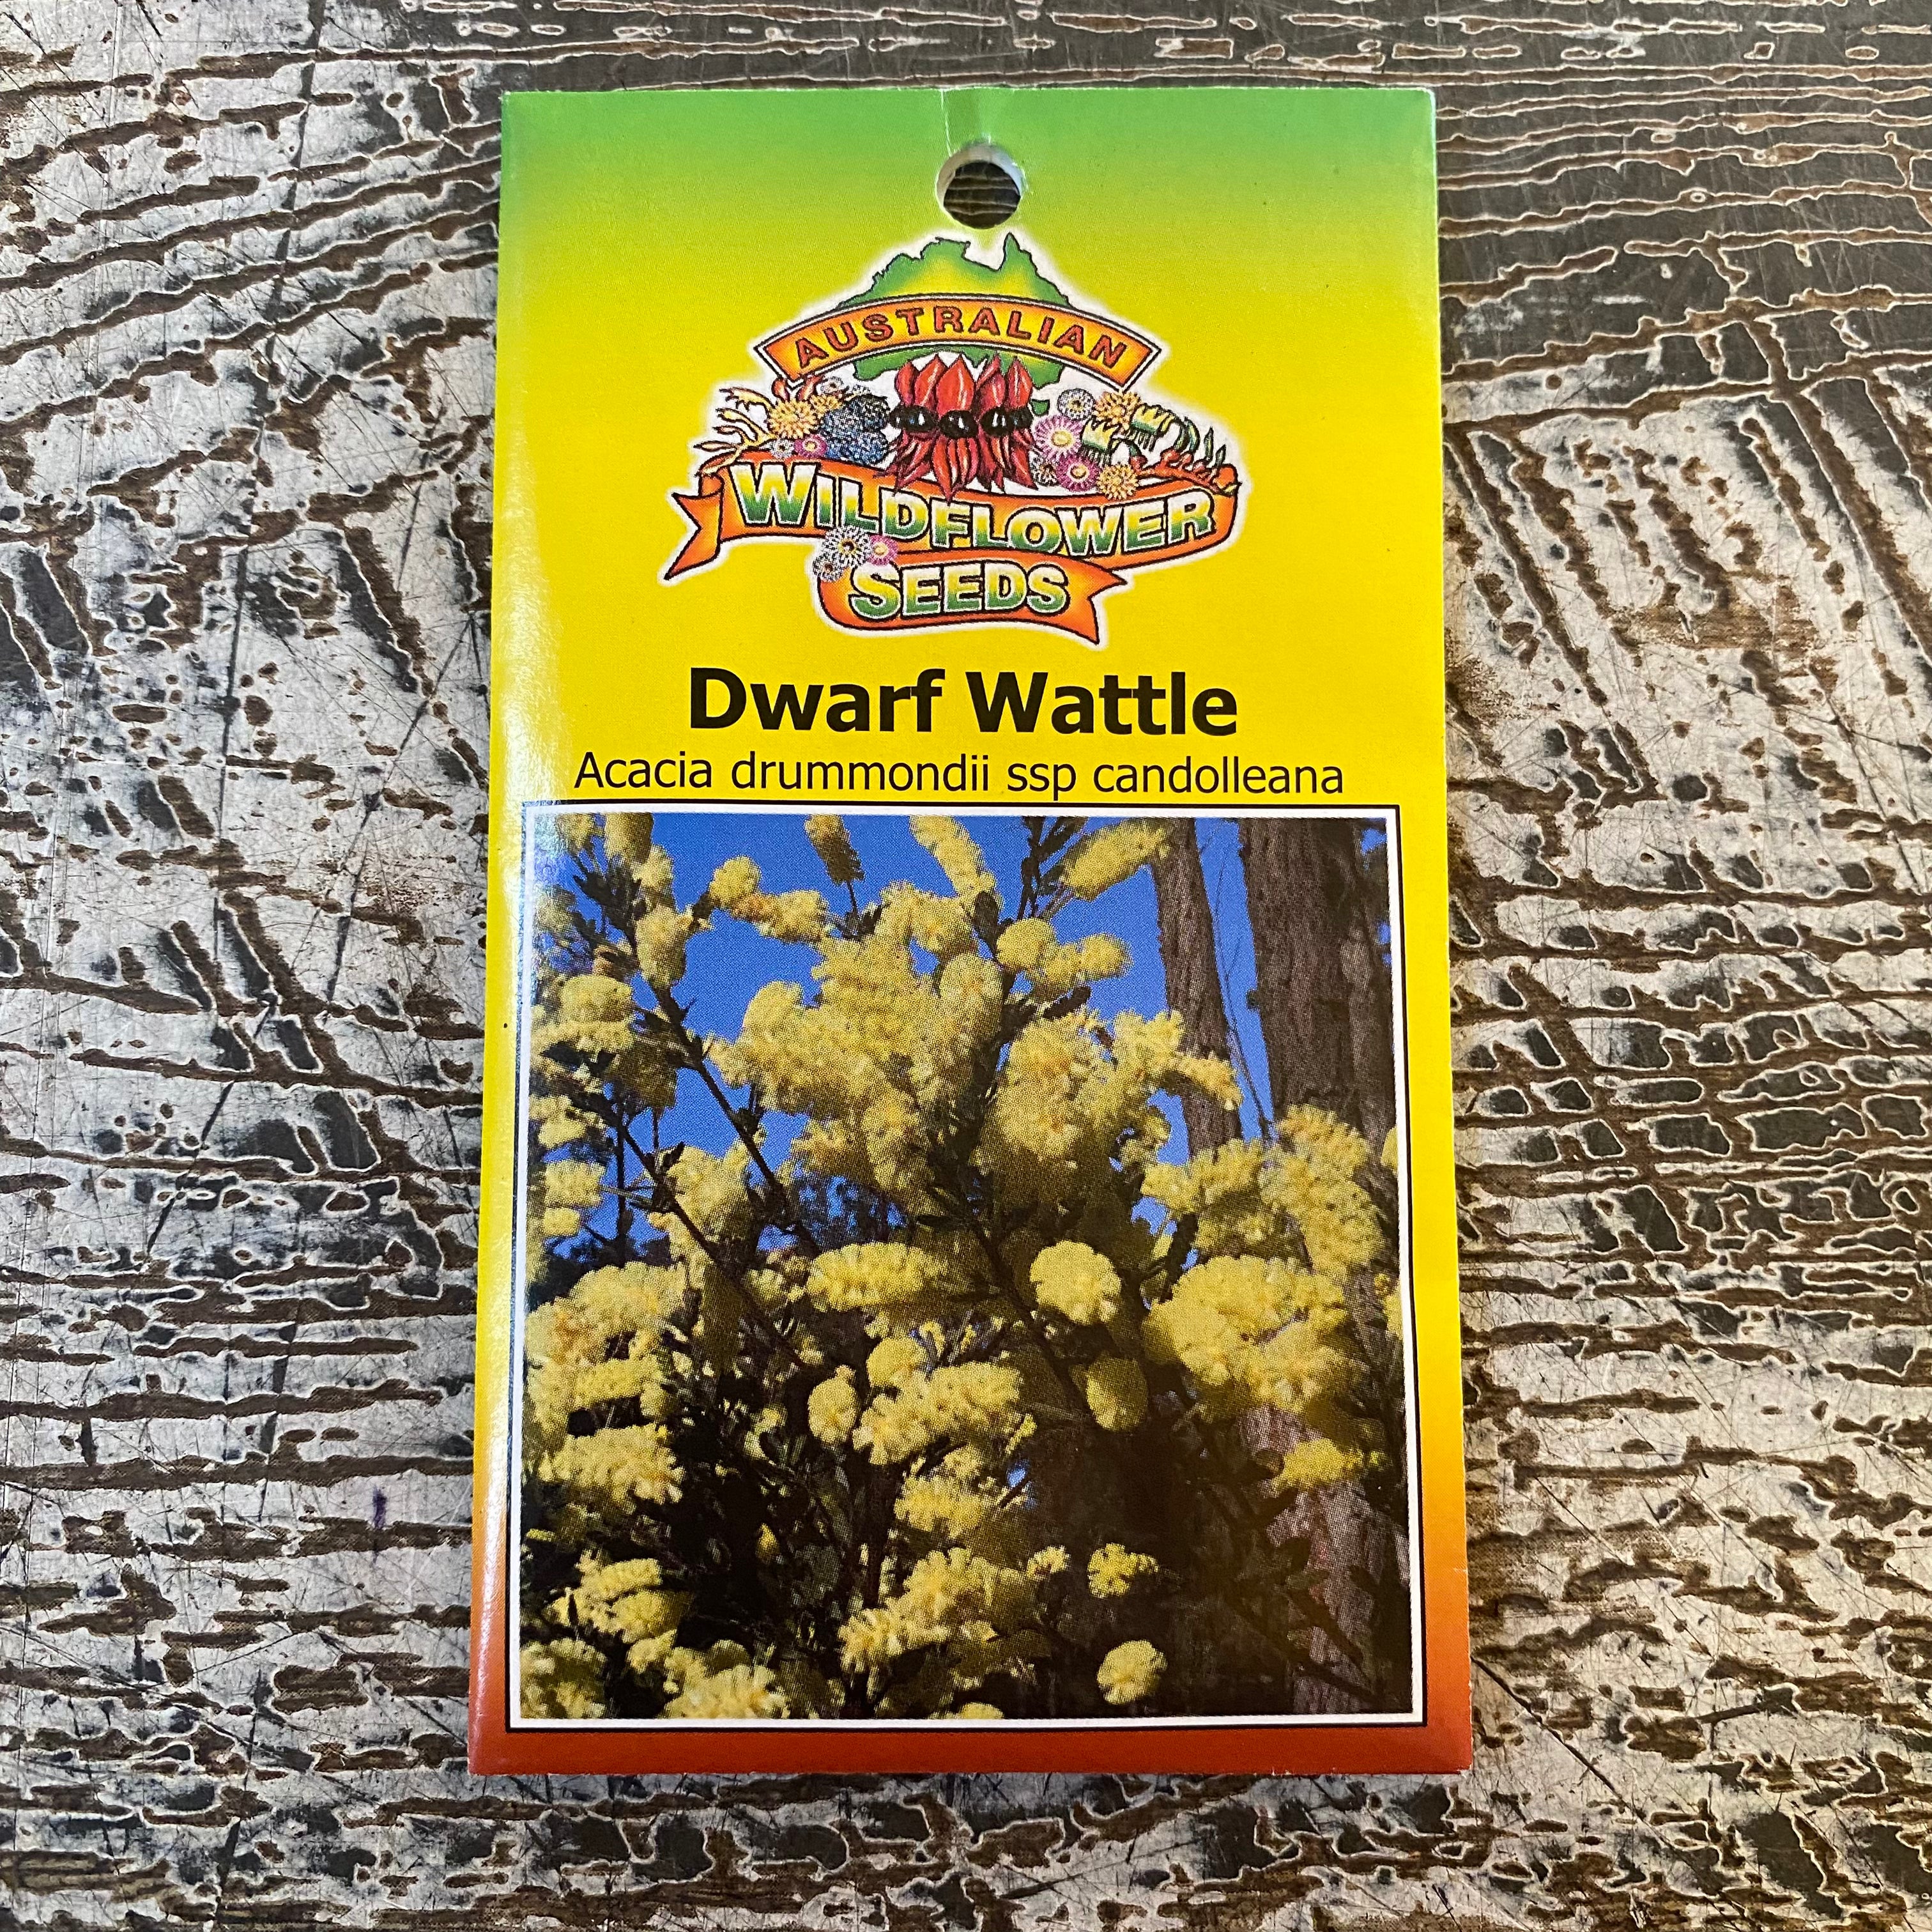 AUSTRALIAN
WILDFLOWER
SEEDS
Dwarf Wattle
Acacia drummondii ssp candolleana